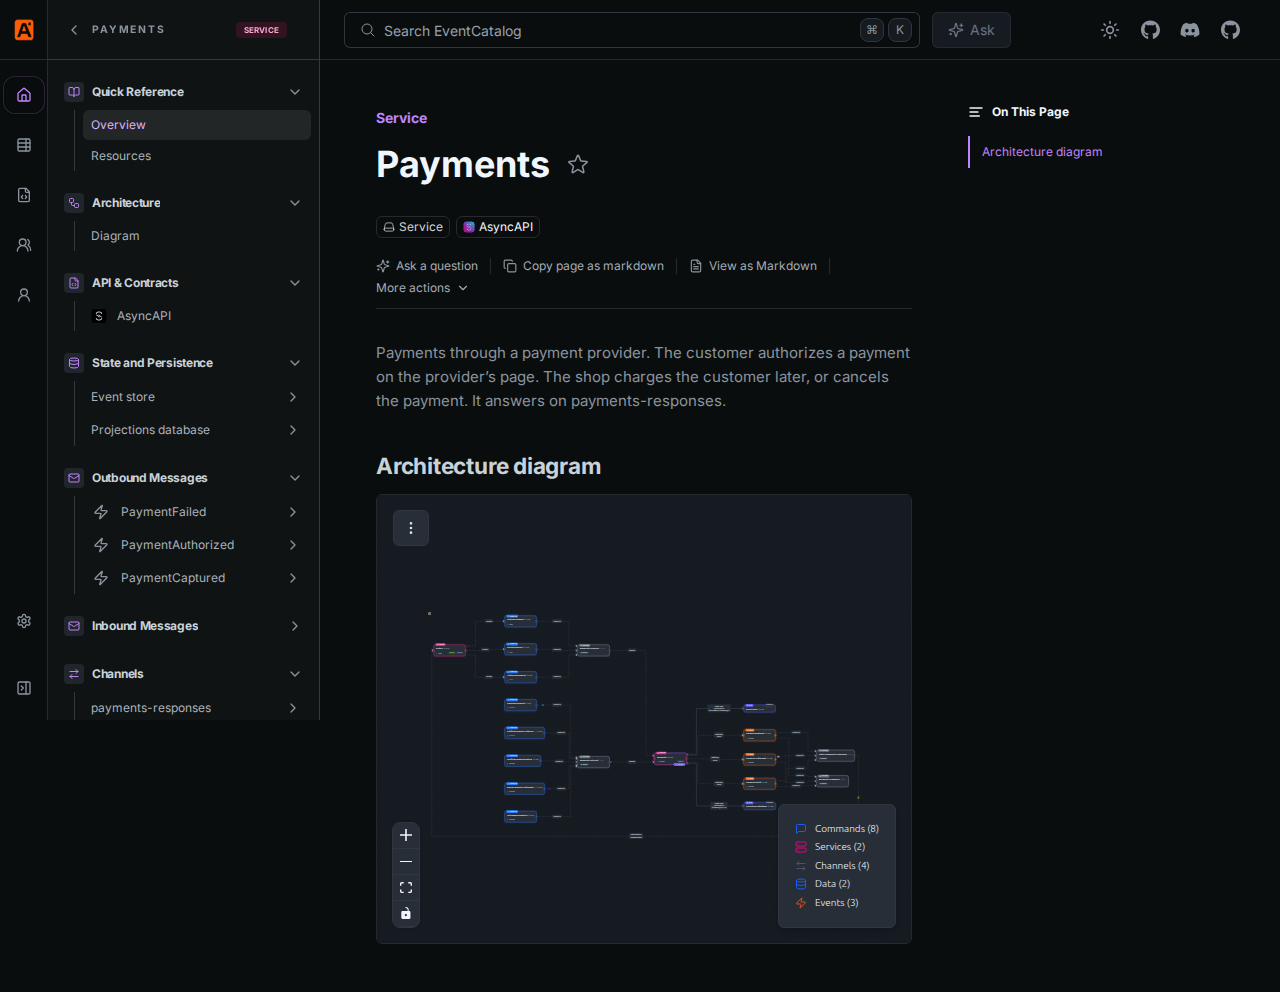 PAYMENTS
SERVICE
Search EventCatalog
⌘ K
Ask
Quick Reference
Overview
Resources
Architecture
Diagram
API & Contracts
AsyncAPI
State and Persistence
Event store
Projections database
Outbound Messages
PaymentFailed
PaymentAuthorized
PaymentCaptured
Inbound Messages
Channels
payments-responses
Service
Payments
Service
AsyncAPI
Ask a question
Copy page as markdown
View as Markdown
More actions
Payments through a payment provider. The customer authorizes a payment
on the provider’s page. The shop charges the customer later, or cancels
the payment. It answers on payments-responses.
Architecture diagram
Commands (8)
Services (2)
Channels (4)
Data (2)
Events (3)
On This Page
Architecture diagram